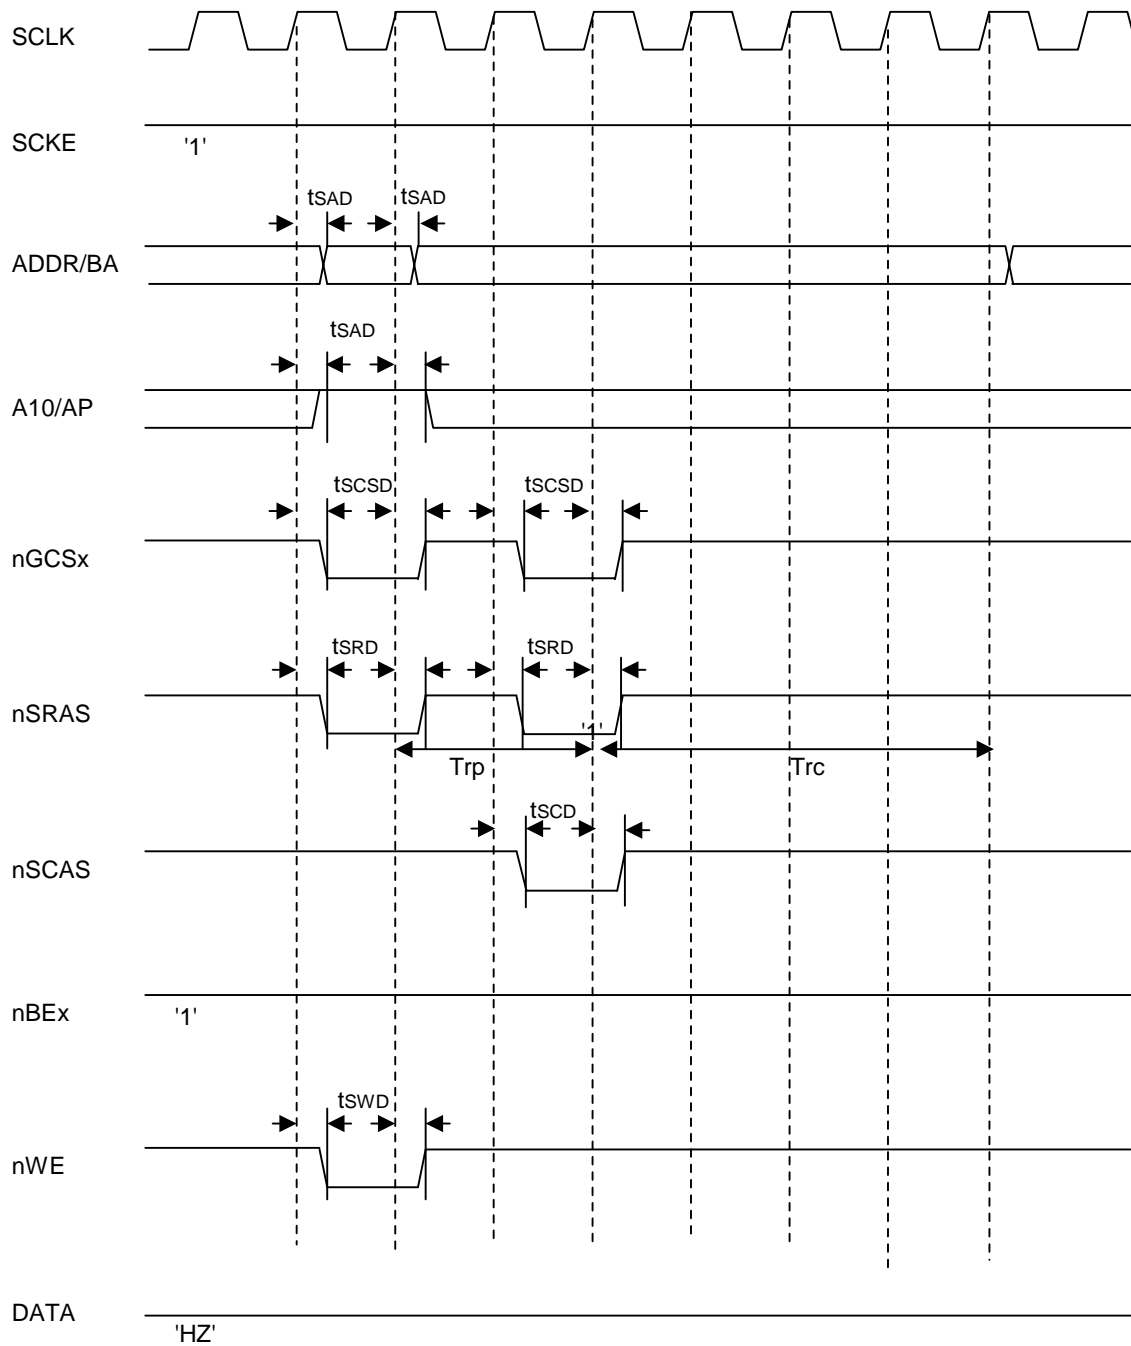 SCLK
SCKE
'1'
tSAD tSAD
ADDR/BA
tSAD
A10/AP
tSCSD tSCSD
nGCSx
tSRD tSRD
nSRAS
'1'
Trp Trc
tSCD
nSCAS
nBEx
'1'
tSWD
nWE
DATA
'HZ'